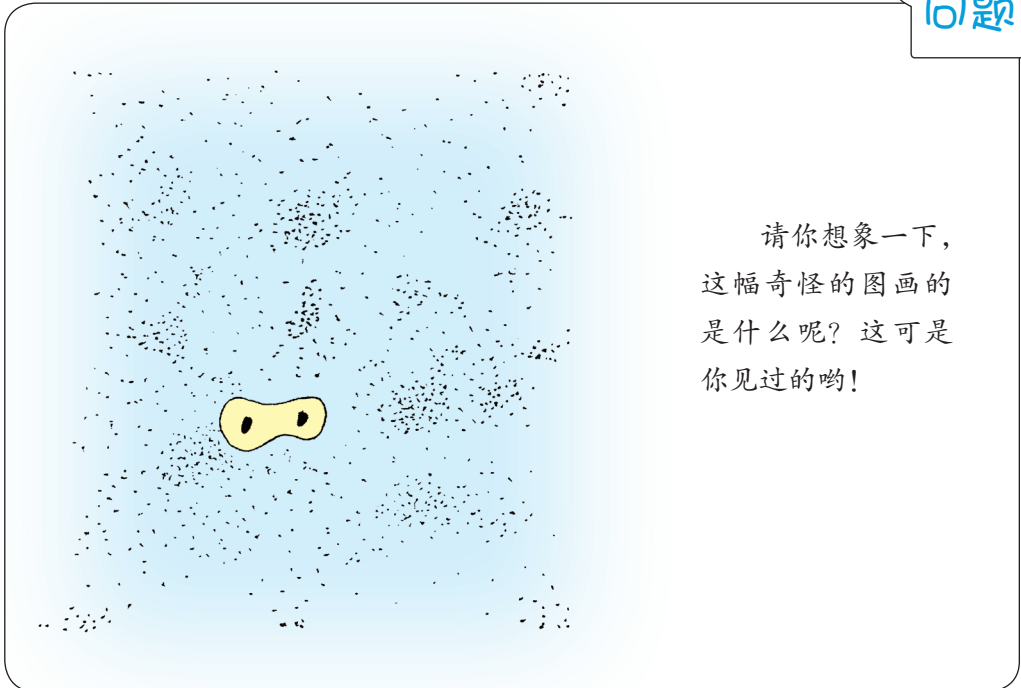 问题
请你想象一下，
这幅奇怪的图画的
是什么呢？这可是
你见过的哟！